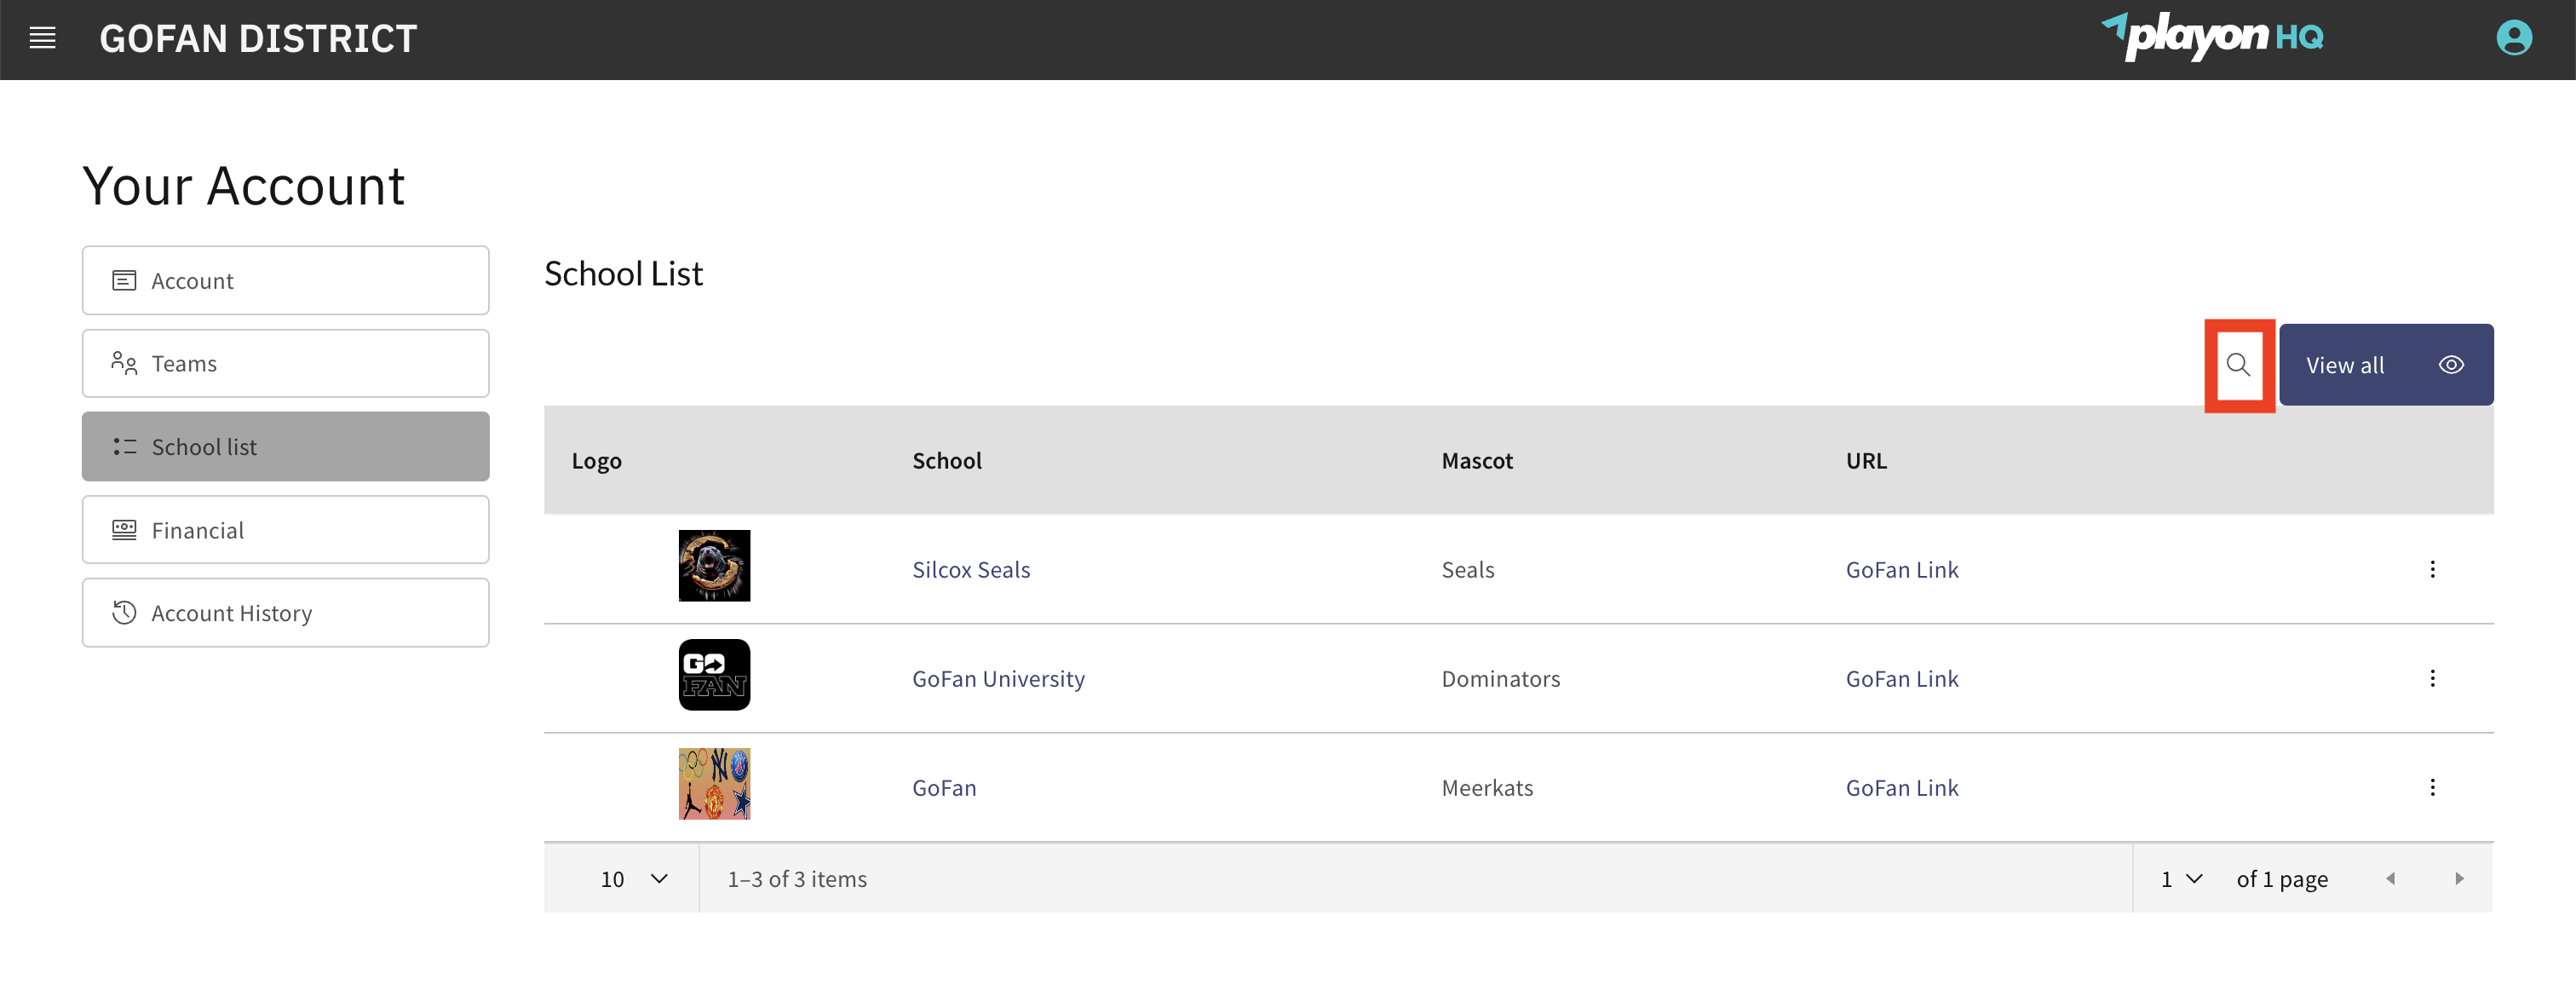 GOFAN DISTRICT
playon HQ
Your Account
Account
Teams
School list
Financial
Account History
School List
View all
Logo School Mascot URL
Silcox Seals Seals GoFan Link
GO FAN
GoFan University Dominators GoFan Link
NY
GoFan Meerkats GoFan Link
10 1–3 of 3 items 1 of 1 page